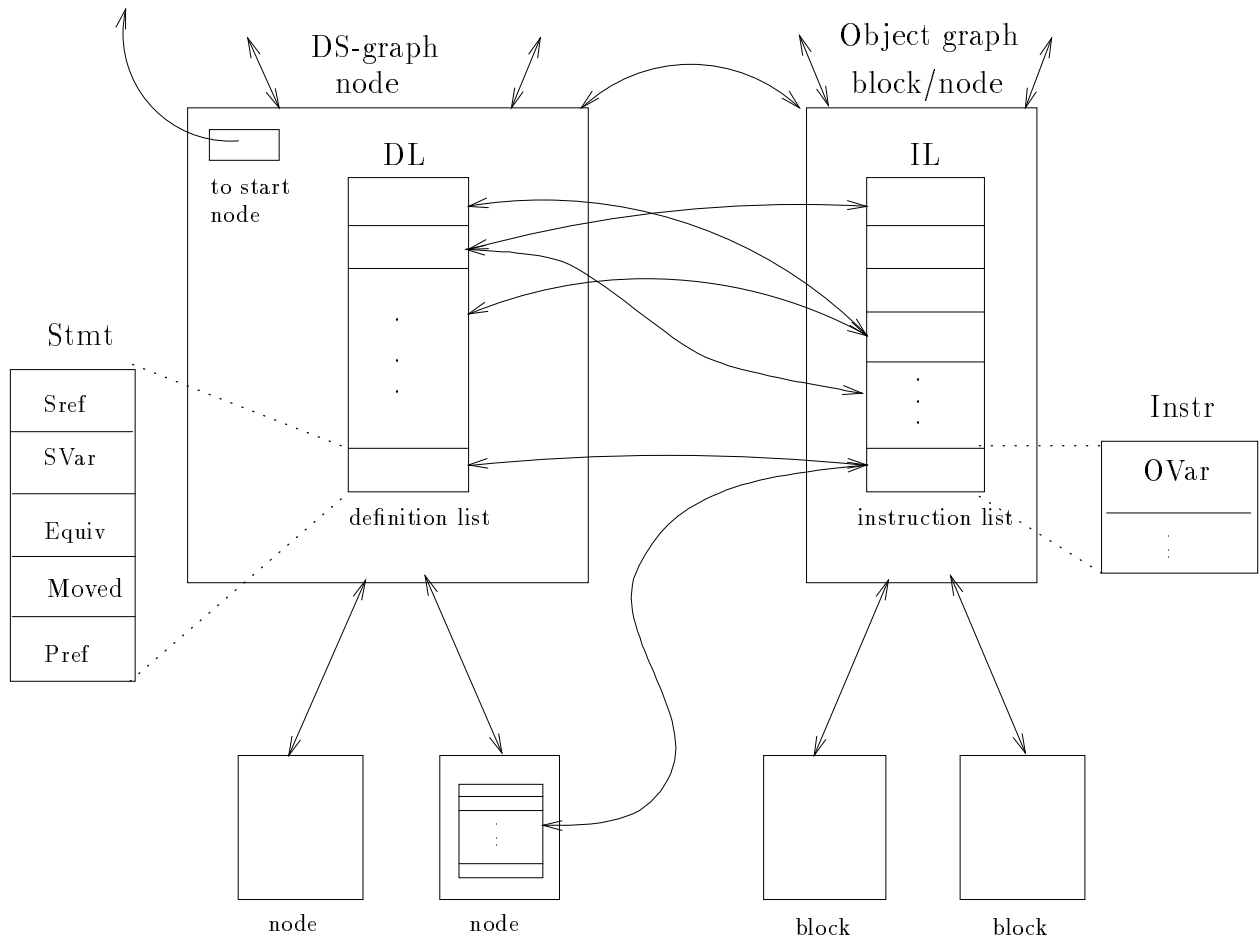 DS-graph
node
Object graph
block/node
to start
node
DL
IL
Stmt
Sref
SVar
Equiv
Moved
Pref
definition list
instruction list
Instr
OVar
node
node
block
block